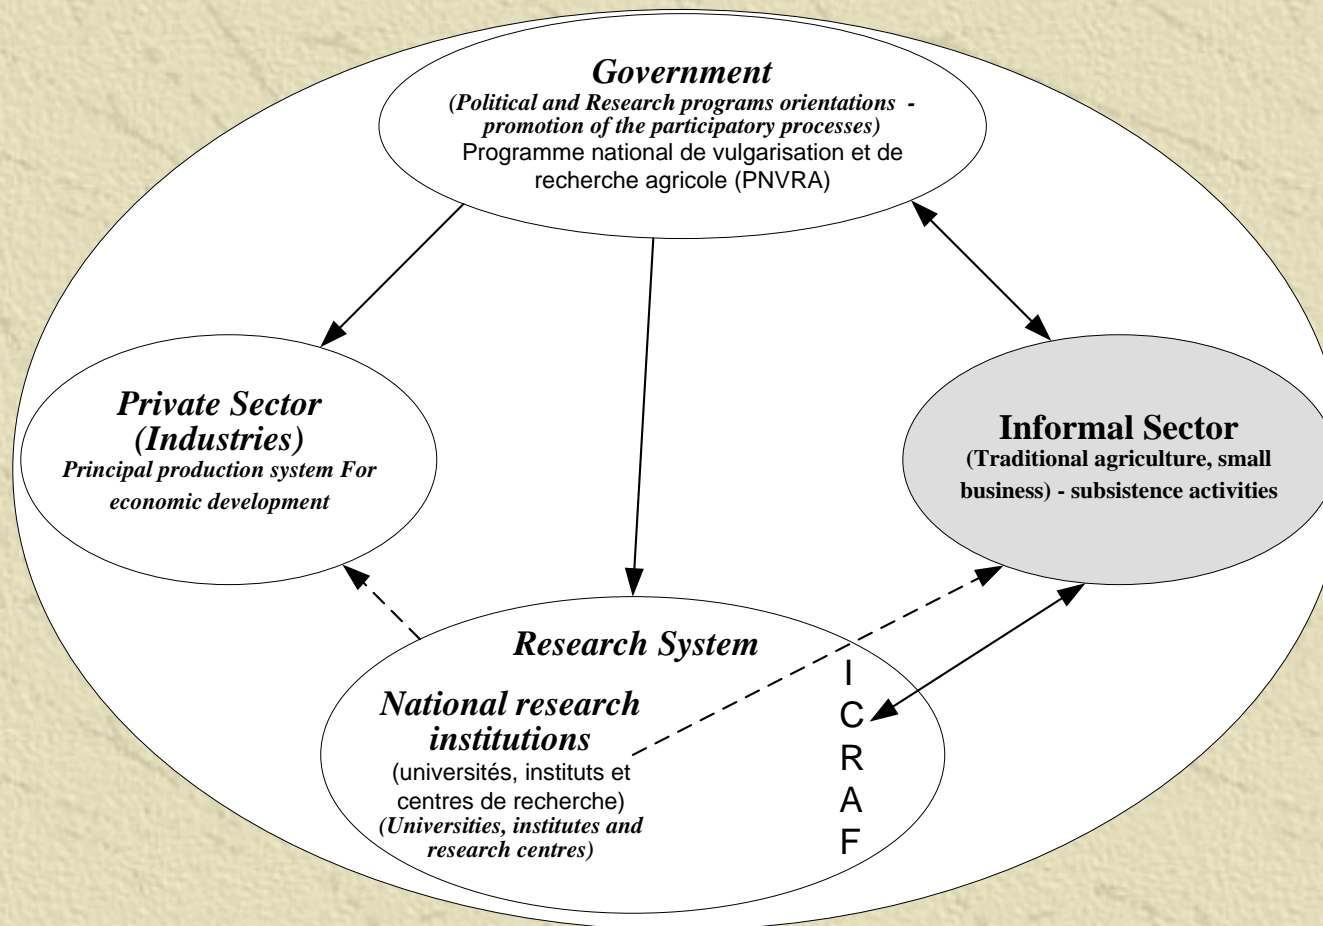 Government
(Political and Research programs orientations -
promotion of the participatory processes)
Programme national de vulgarisation et de
recherche agricole (PNVRA)
Private Sector
(Industries)
Principal production system For
economic development
Informal Sector
(Traditional agriculture, small
business) - subsistence activities
Research System
National research
institutions
(universités, instituts et
centres de recherche)
(Universities, institutes and
research centres)
I
C
R
A
F